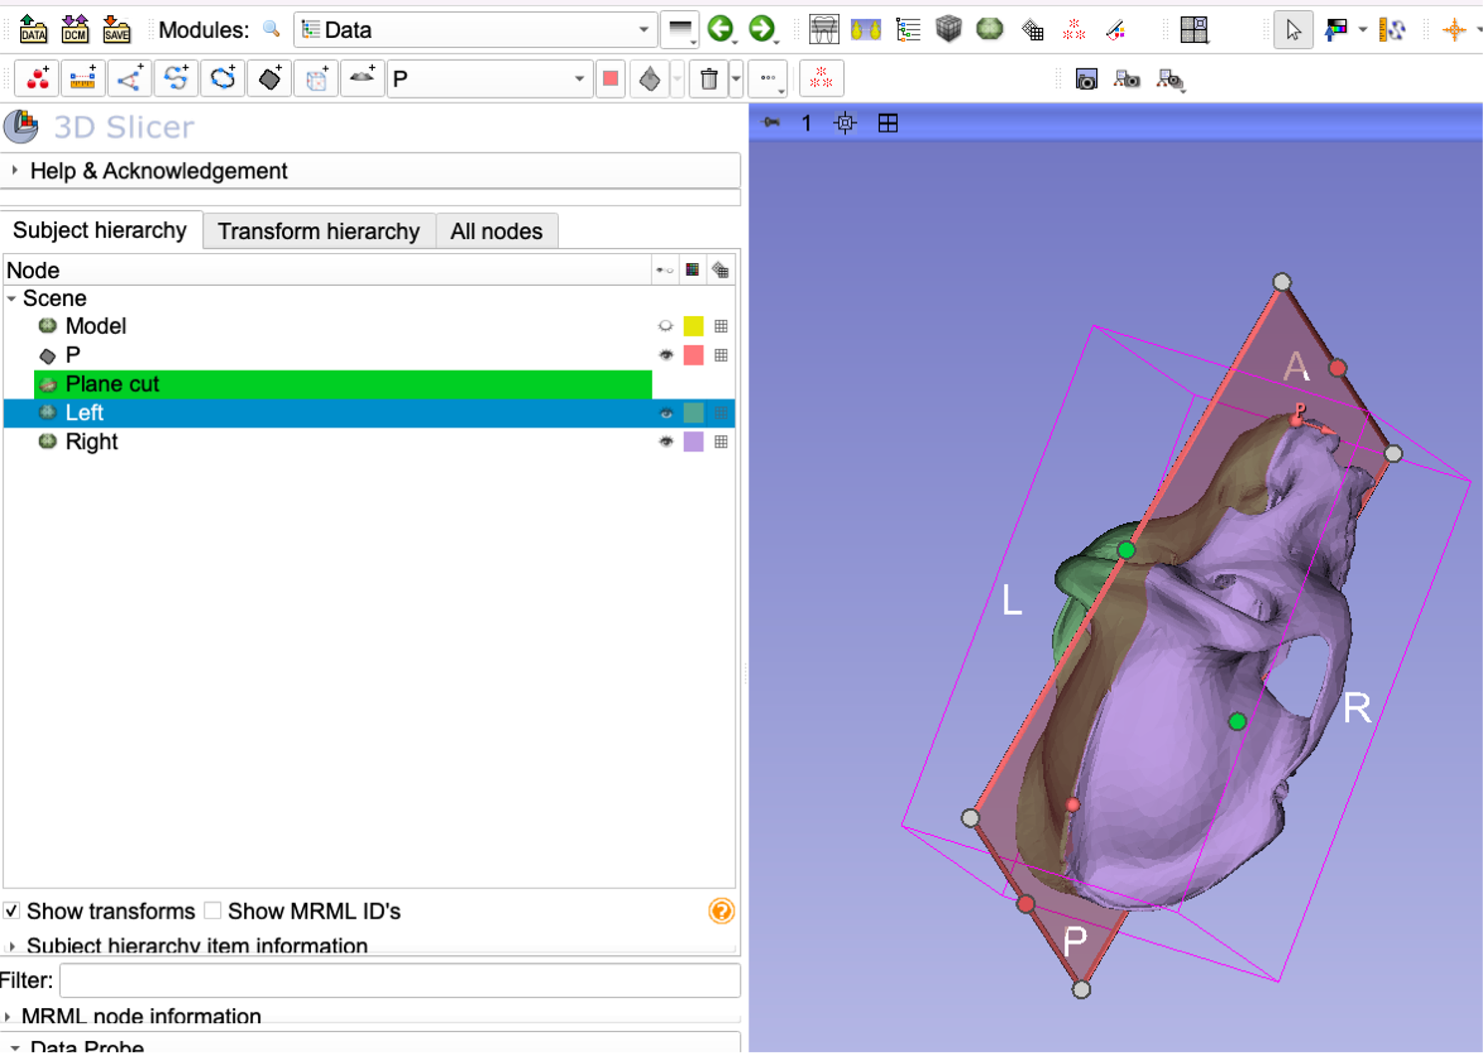 DATA DCM SAVE Modules: Data
P
3D Slicer
1
Help & Acknowledgement
Subject hierarchy Transform hierarchy All nodes
Node
Scene
Model
P
Plane cut
Left
Right
Show transforms Show MRML ID's ?
Subject hierarchy item information
Filter:
MRML node information
Data Probe
A
P
L
R
P